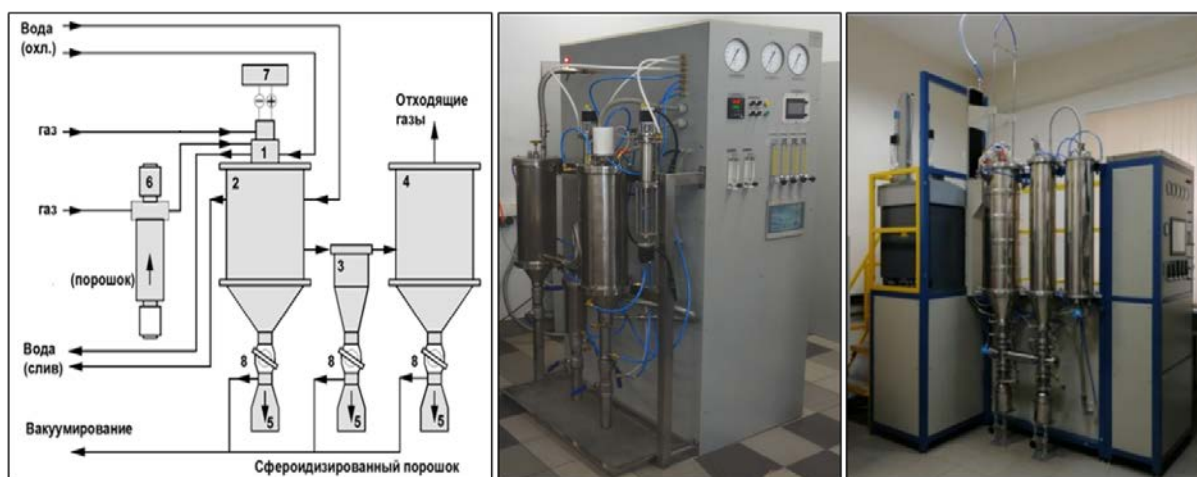 Вода
(охл.)
7
Отходящие
газы
газ
1
6
2
4
газ
3
(порошок)
Вода
(слив)
8
8
8
5
5
5
Вакуумирование
Сфероидизированный порошок